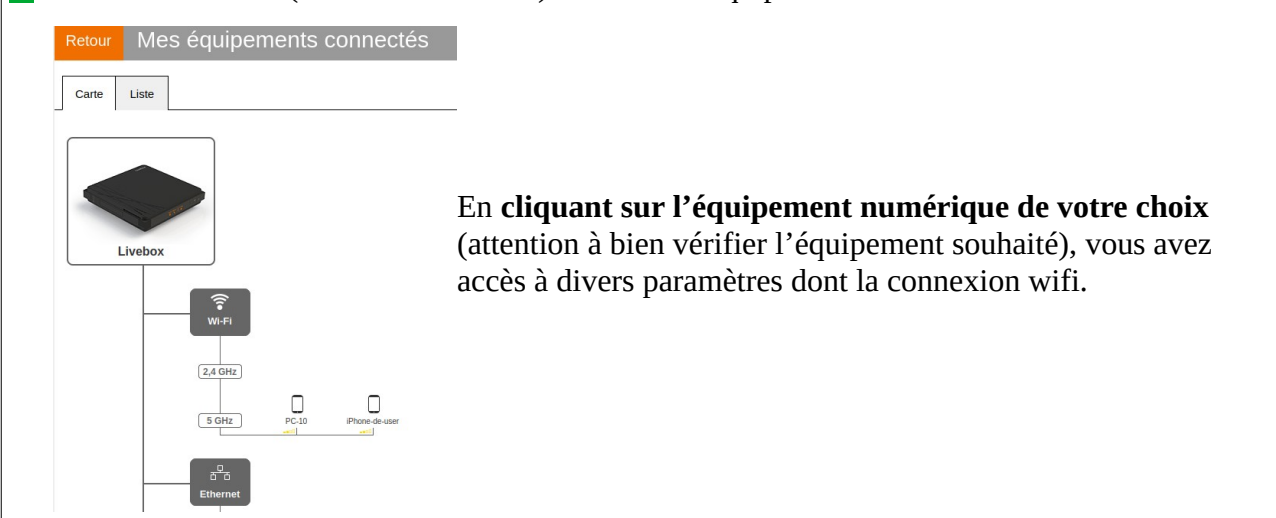 Retour Mes équipements connectés
Carte Liste
Livebox
En cliquant sur l’équipement numérique de votre choix
(attention à bien vérifier l’équipement souhaité), vous avez
accès à divers paramètres dont la connexion wifi.
Wi-Fi
2,4 GHz
5 GHz PC-10 iPhone-de-user
Ethernet